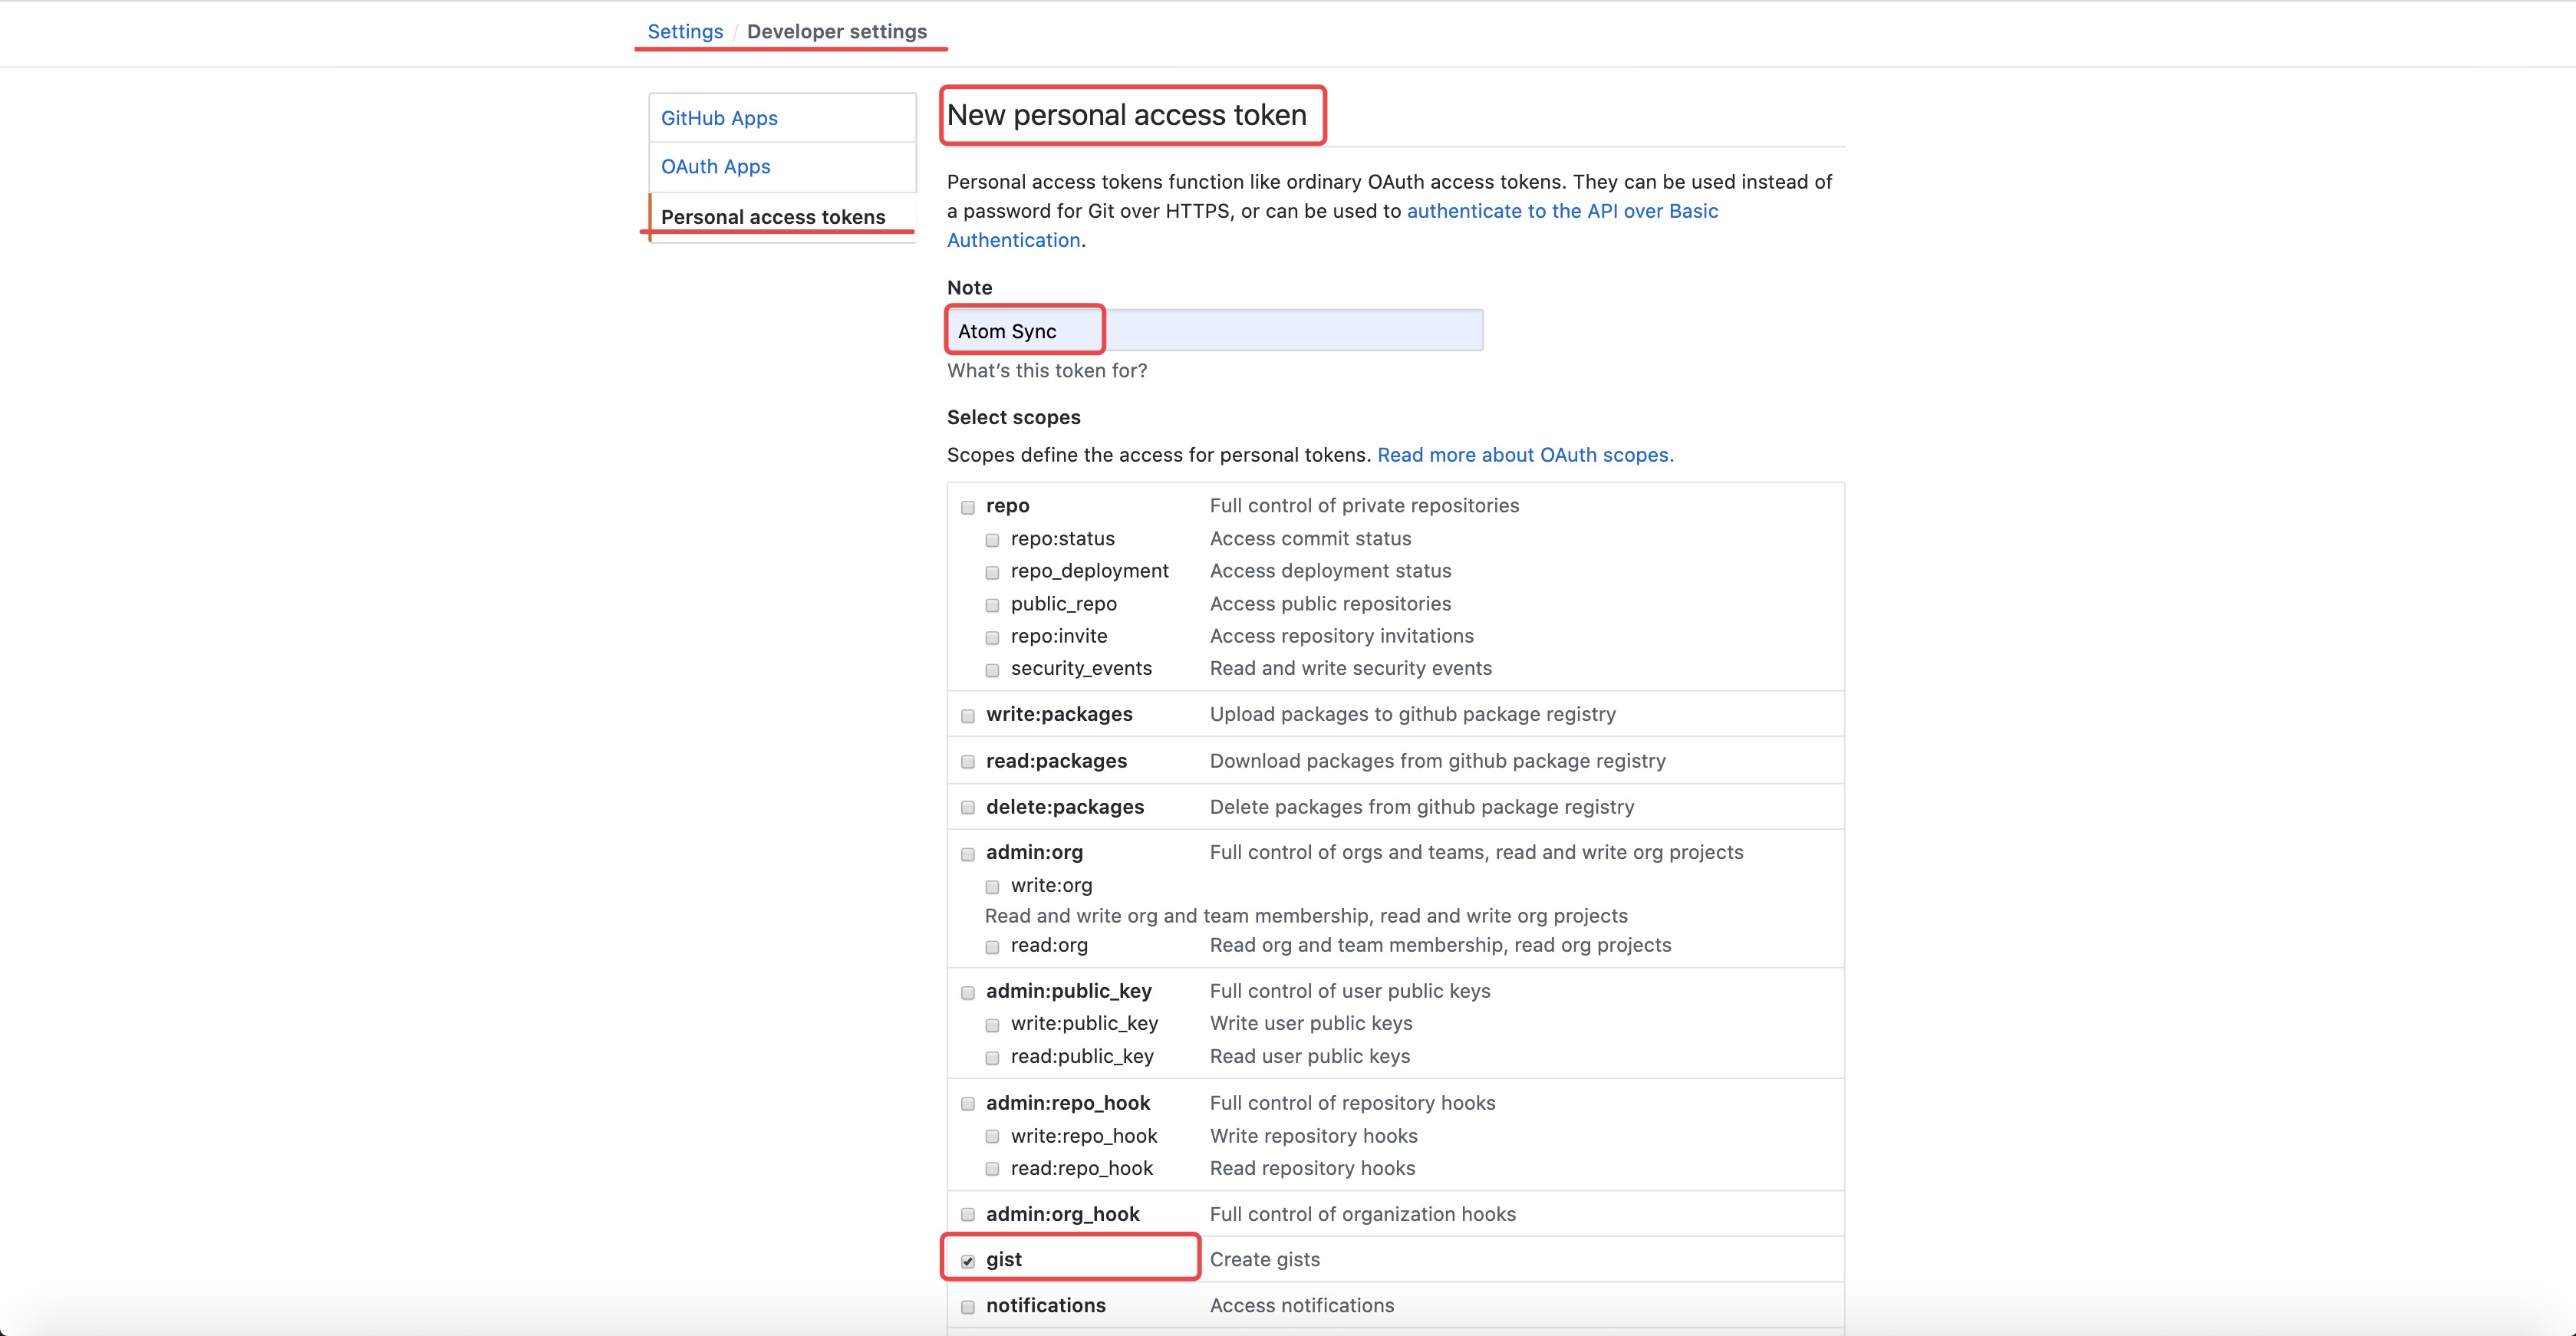 Settings / Developer settings
GitHub Apps
OAuth Apps
Personal access tokens
New personal access token
Personal access tokens function like ordinary OAuth access tokens. They can be used instead of
a password for Git over HTTPS, or can be used to authenticate to the API over Basic
Authentication.
Note
Atom Sync
What’s this token for?
Select scopes
Scopes define the access for personal tokens. Read more about OAuth scopes.
repo Full control of private repositories
repo:status Access commit status
repo_deployment Access deployment status
public_repo Access public repositories
repo:invite Access repository invitations
security_events Read and write security events
write:packages Upload packages to github package registry
read:packages Download packages from github package registry
delete:packages Delete packages from github package registry
admin:org Full control of orgs and teams, read and write org projects
write:org
Read and write org and team membership, read and write org projects
read:org Read org and team membership, read org projects
admin:public_key Full control of user public keys
write:public_key Write user public keys
read:public_key Read user public keys
admin:repo_hook Full control of repository hooks
write:repo_hook Write repository hooks
read:repo_hook Read repository hooks
admin:org_hook Full control of organization hooks
gist Create gists
notifications Access notifications